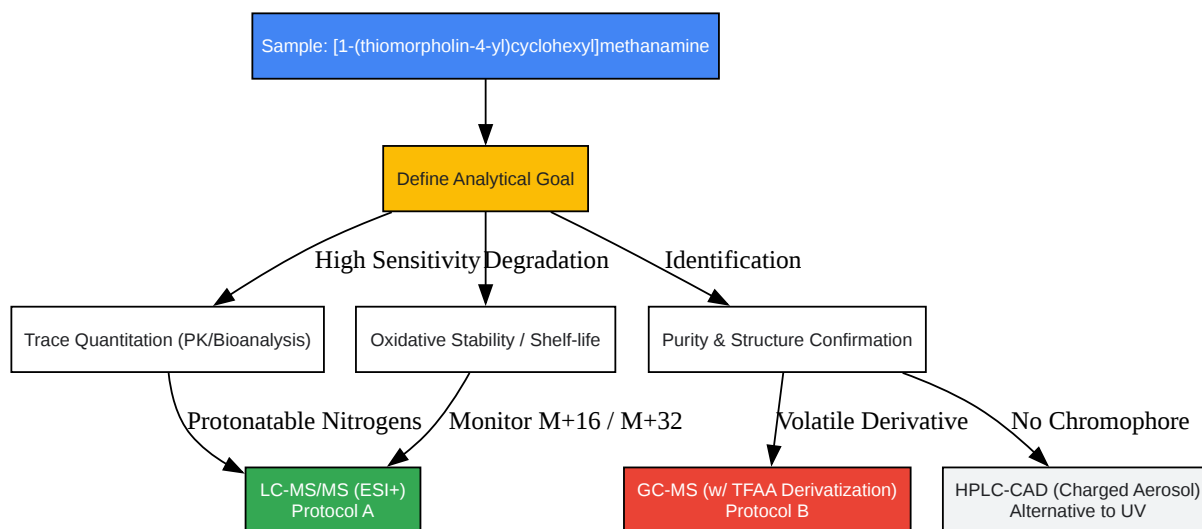 Sample: [1-(thiomorpholin-4-yl)cyclohexyl]methanamine
Define Analytical Goal
High Sensitivity
Degradation
Identification
Trace Quantitation (PK/Bioanalysis)
Oxidative Stability / Shelf-life
Purity & Structure Confirmation
Protonatable Nitrogens
Monitor M+16 / M+32
Volatile Derivative
No Chromophore
LC-MS/MS (ESI+)
Protocol A
GC-MS (w/ TFAA Derivatization)
Protocol B
HPLC-CAD (Charged Aerosol)
Alternative to UV